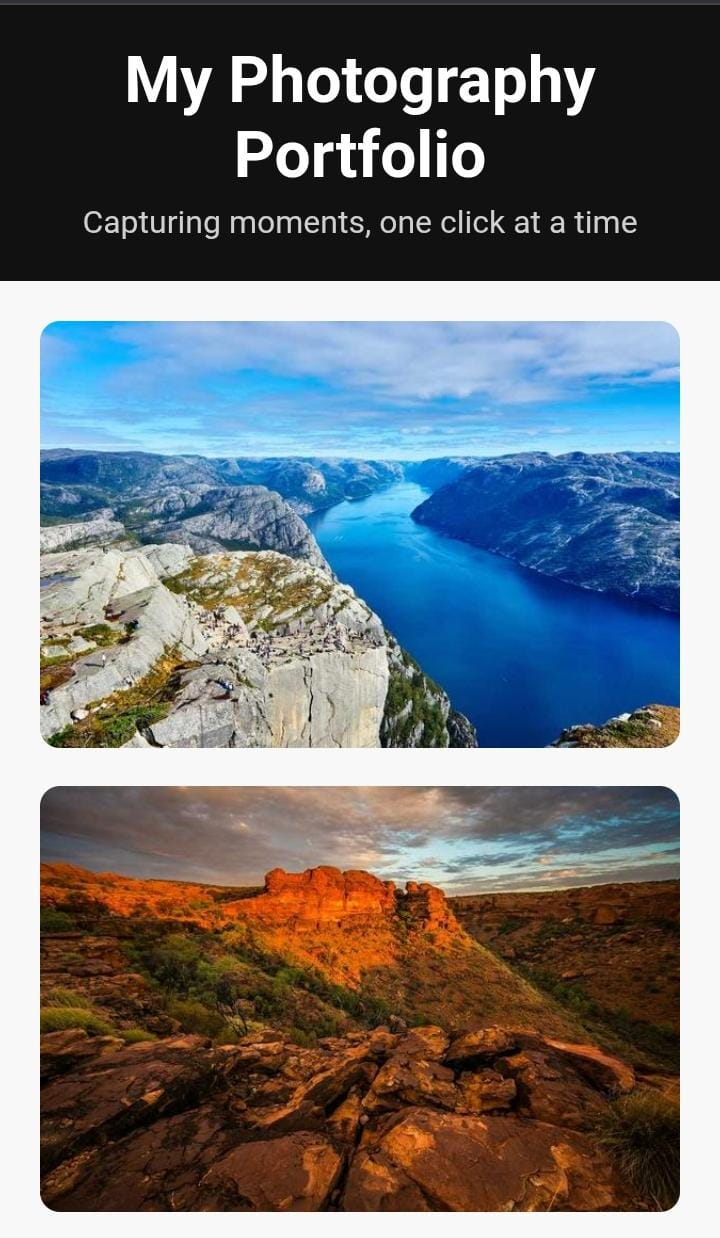 My Photography
Portfolio
Capturing moments, one click at a time